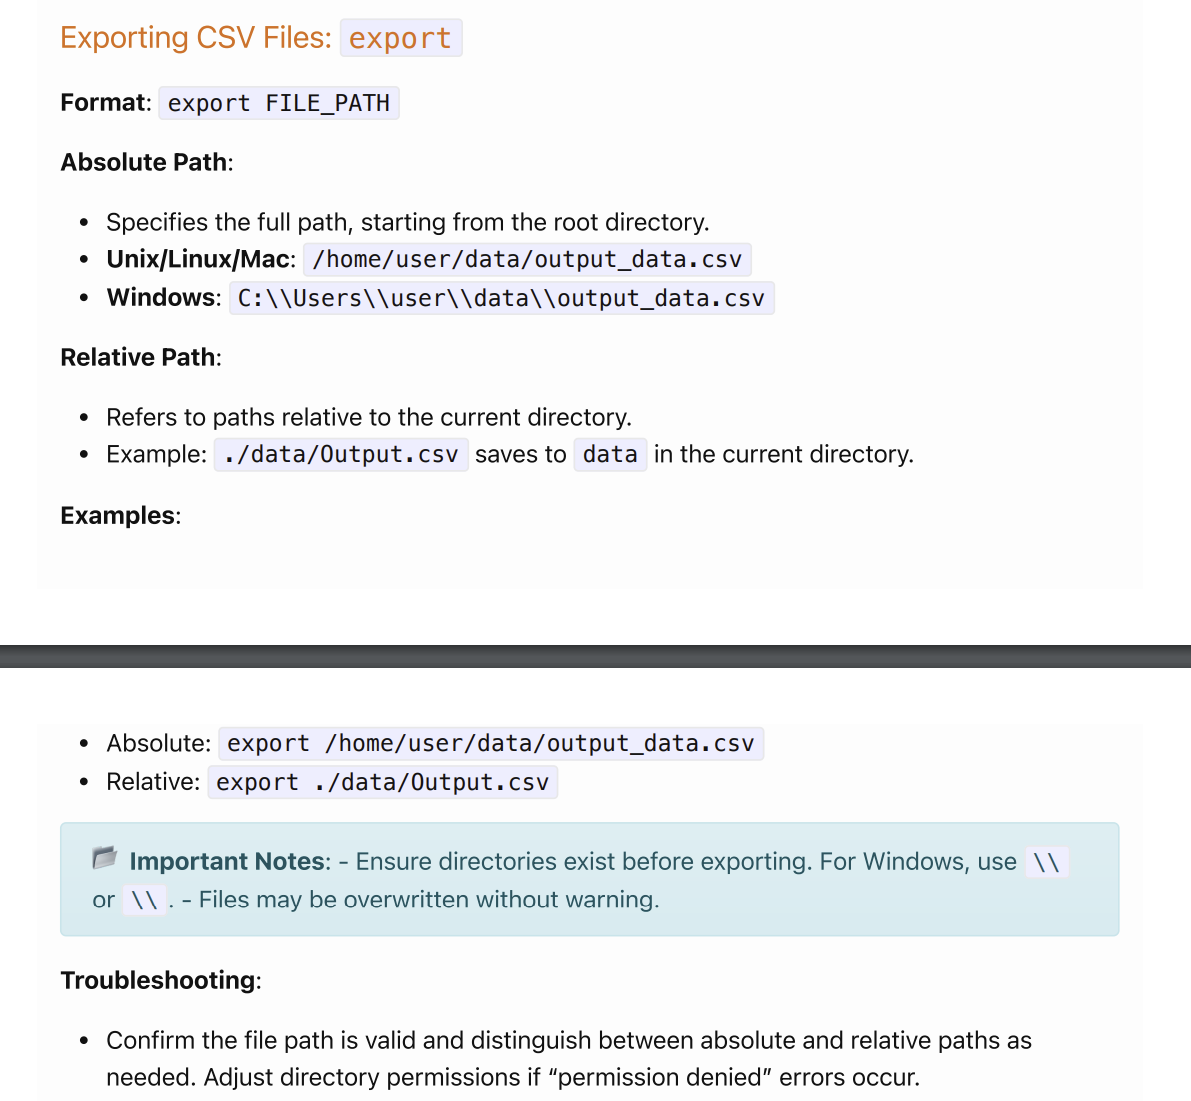 Exporting CSV Files: export
Format: export FILE_PATH
Absolute Path:
• Specifies the full path, starting from the root directory.
• Unix/Linux/Mac: /home/user/data/output_data.csv
• Windows: C:\\Users\\user\\data\\output_data.csv
Relative Path:
• Refers to paths relative to the current directory.
• Example: ./data/Output.csv saves to data in the current directory.
Examples:
• Absolute: export /home/user/data/output_data.csv
• Relative: export ./data/Output.csv
Important Notes: - Ensure directories exist before exporting. For Windows, use \\
or \\. - Files may be overwritten without warning.
Troubleshooting:
• Confirm the file path is valid and distinguish between absolute and relative paths as
needed. Adjust directory permissions if “permission denied” errors occur.